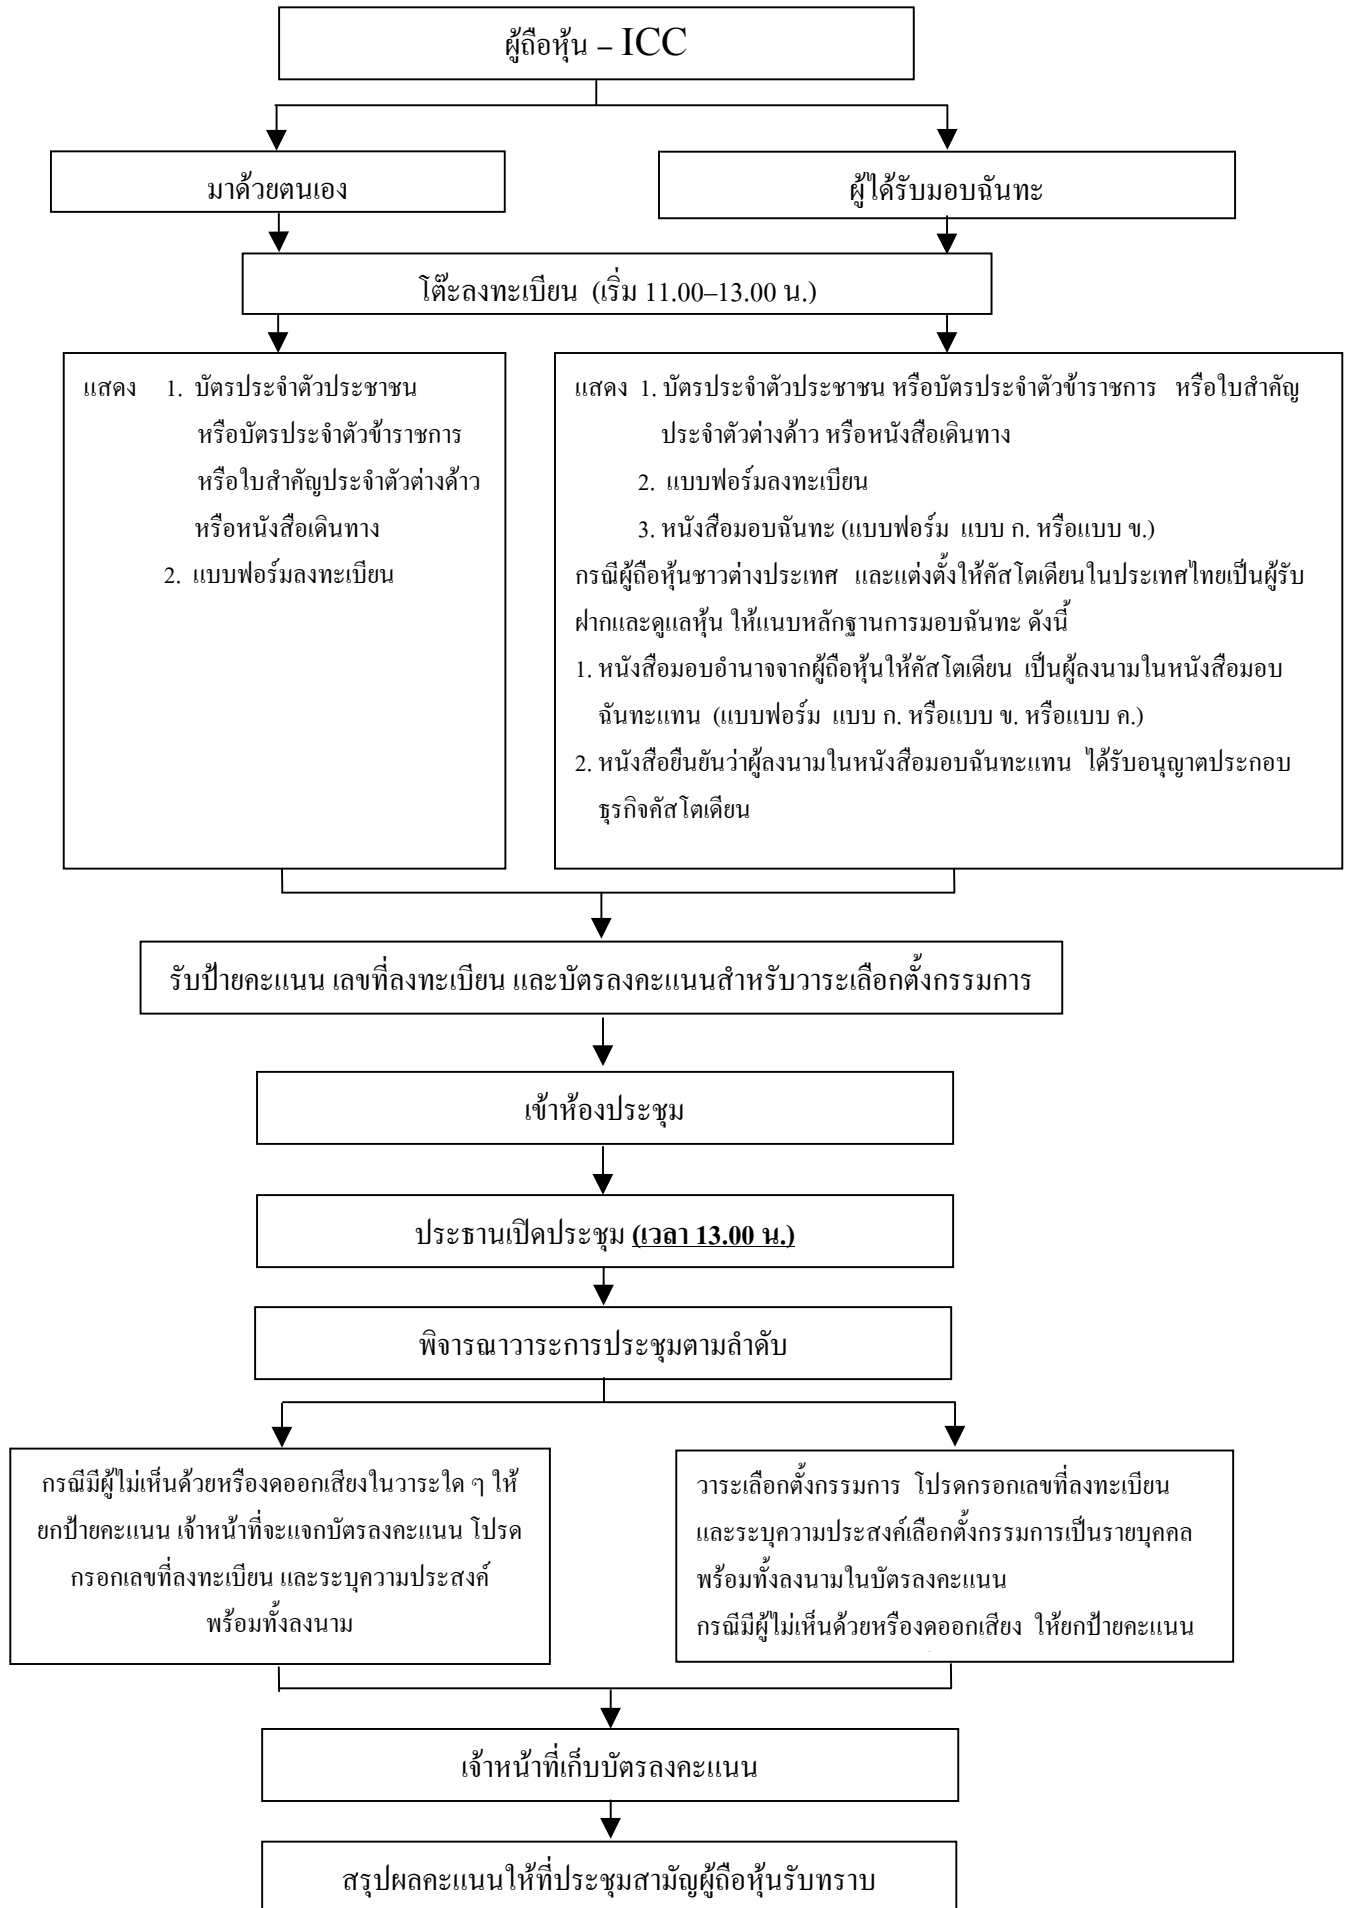 ผู้ถือหุ้น – ICC
มาด้วยตนเอง
ผู้ได้รับมอบฉันทะ
โต๊ะลงทะเบียน (เริ่ม 11.00–13.00 น.)
แสดง 1. บัตรประจำตัวประชาชน
หรือบัตรประจำตัวข้าราชการ
หรือใบสำคัญประจำตัวต่างด้าว
หรือหนังสือเดินทาง
2. แบบฟอร์มลงทะเบียน
แสดง 1. บัตรประจำตัวประชาชน หรือบัตรประจำตัวข้าราชการ หรือใบสำคัญ
ประจำตัวต่างด้าว หรือหนังสือเดินทาง
2. แบบฟอร์มลงทะเบียน
3. หนังสือมอบฉันทะ (แบบฟอร์ม แบบ ก. หรือแบบ ข.)
กรณีผู้ถือหุ้นชาวต่างประเทศ และแต่งตั้งให้คัสโตเดียนในประเทศไทยเป็นผู้รับ
ฝากและดูแลหุ้น ให้แนบหลักฐานการมอบฉันทะ ดังนี้
1. หนังสือมอบอำนาจจากผู้ถือหุ้นให้คัสโตเดียน เป็นผู้ลงนามในหนังสือมอบ
ฉันทะแทน (แบบฟอร์ม แบบ ก. หรือแบบ ข. หรือแบบ ค.)
2. หนังสือยืนยันว่าผู้ลงนามในหนังสือมอบฉันทะแทน ได้รับอนุญาตประกอบ
ธุรกิจคัสโตเดียน
รับป้ายคะแนน เลขที่ลงทะเบียน และบัตรลงคะแนนสำหรับวาระเลือกตั้งกรรมการ
เข้าห้องประชุม
ประธานเปิดประชุม (เวลา 13.00 น.)
พิจารณาวาระการประชุมตามลำดับ
กรณีมีผู้ไม่เห็นด้วยหรืองดออกเสียงในวาระใด ๆ ให้
ยกป้ายคะแนน เจ้าหน้าที่จะแจกบัตรลงคะแนน โปรด
กรอกเลขที่ลงทะเบียน และระบุความประสงค์
พร้อมทั้งลงนาม
วาระเลือกตั้งกรรมการ โปรดกรอกเลขที่ลงทะเบียน
และระบุความประสงค์เลือกตั้งกรรมการเป็นรายบุคคล
พร้อมทั้งลงนามในบัตรลงคะแนน
กรณีมีผู้ไม่เห็นด้วยหรืองดออกเสียง ให้ยกป้ายคะแนน
เจ้าหน้าที่เก็บบัตรลงคะแนน
สรุปผลคะแนนให้ที่ประชุมสามัญผู้ถือหุ้นรับทราบ